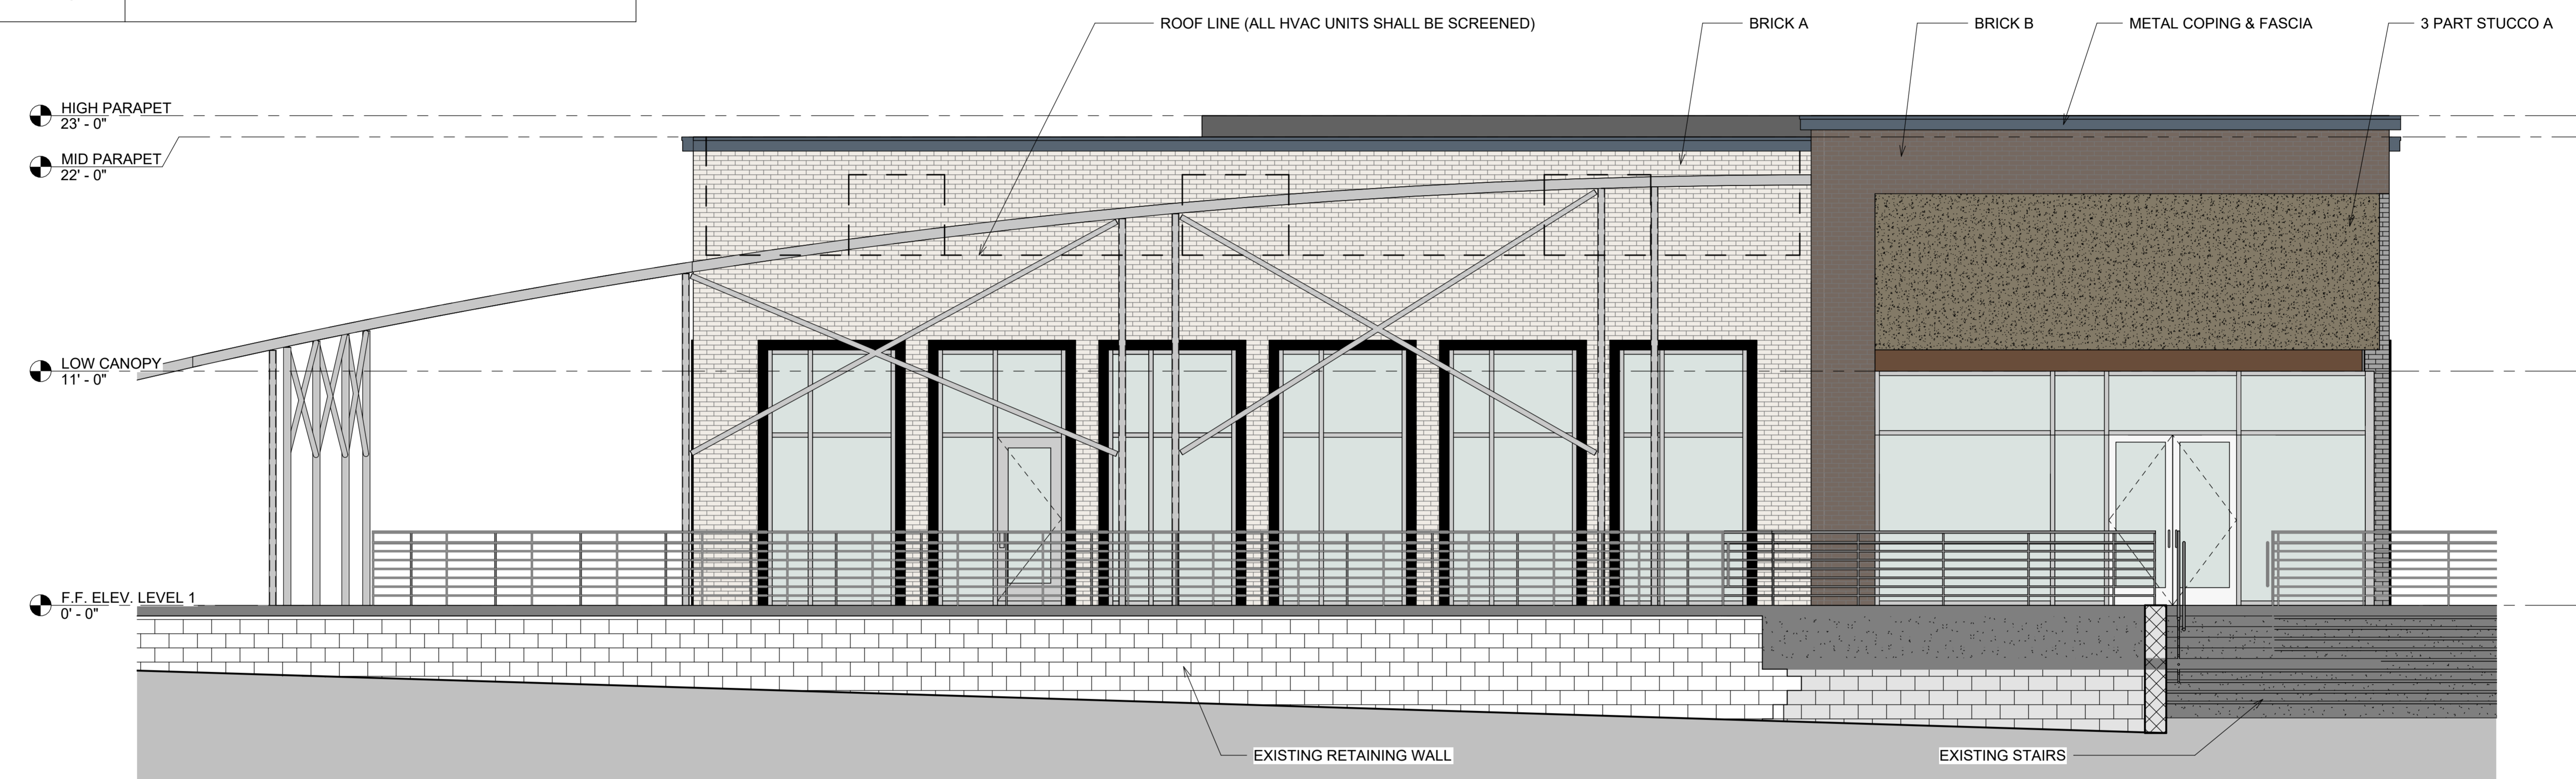 ROOF LINE (ALL HVAC UNITS SHALL BE SCREENED)
BRICK A
BRICK B
METAL COPING & FASCIA
3 PART STUCCO A
HIGH PARAPET
23' - 0"
MID PARAPET
22' - 0"
LOW CANOPY
11' - 0"
F.F. ELEV. LEVEL 1
0' - 0"
EXISTING RETAINING WALL
EXISTING STAIRS